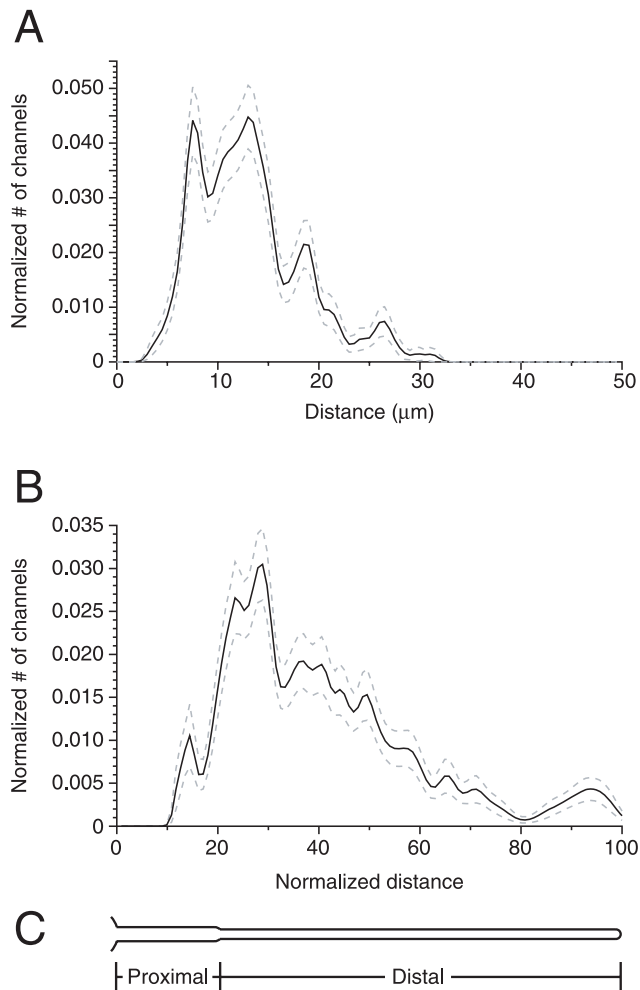 A
Normalized # of channels
0.050
0.040
0.030
0.020
0.010
0
0 10 20 30 40 50
Distance (μm)
B
Normalized # of channels
0.035
0.030
0.025
0.020
0.015
0.010
0.005
0
0 20 40 60 80 100
Normalized distance
C
Proximal Distal